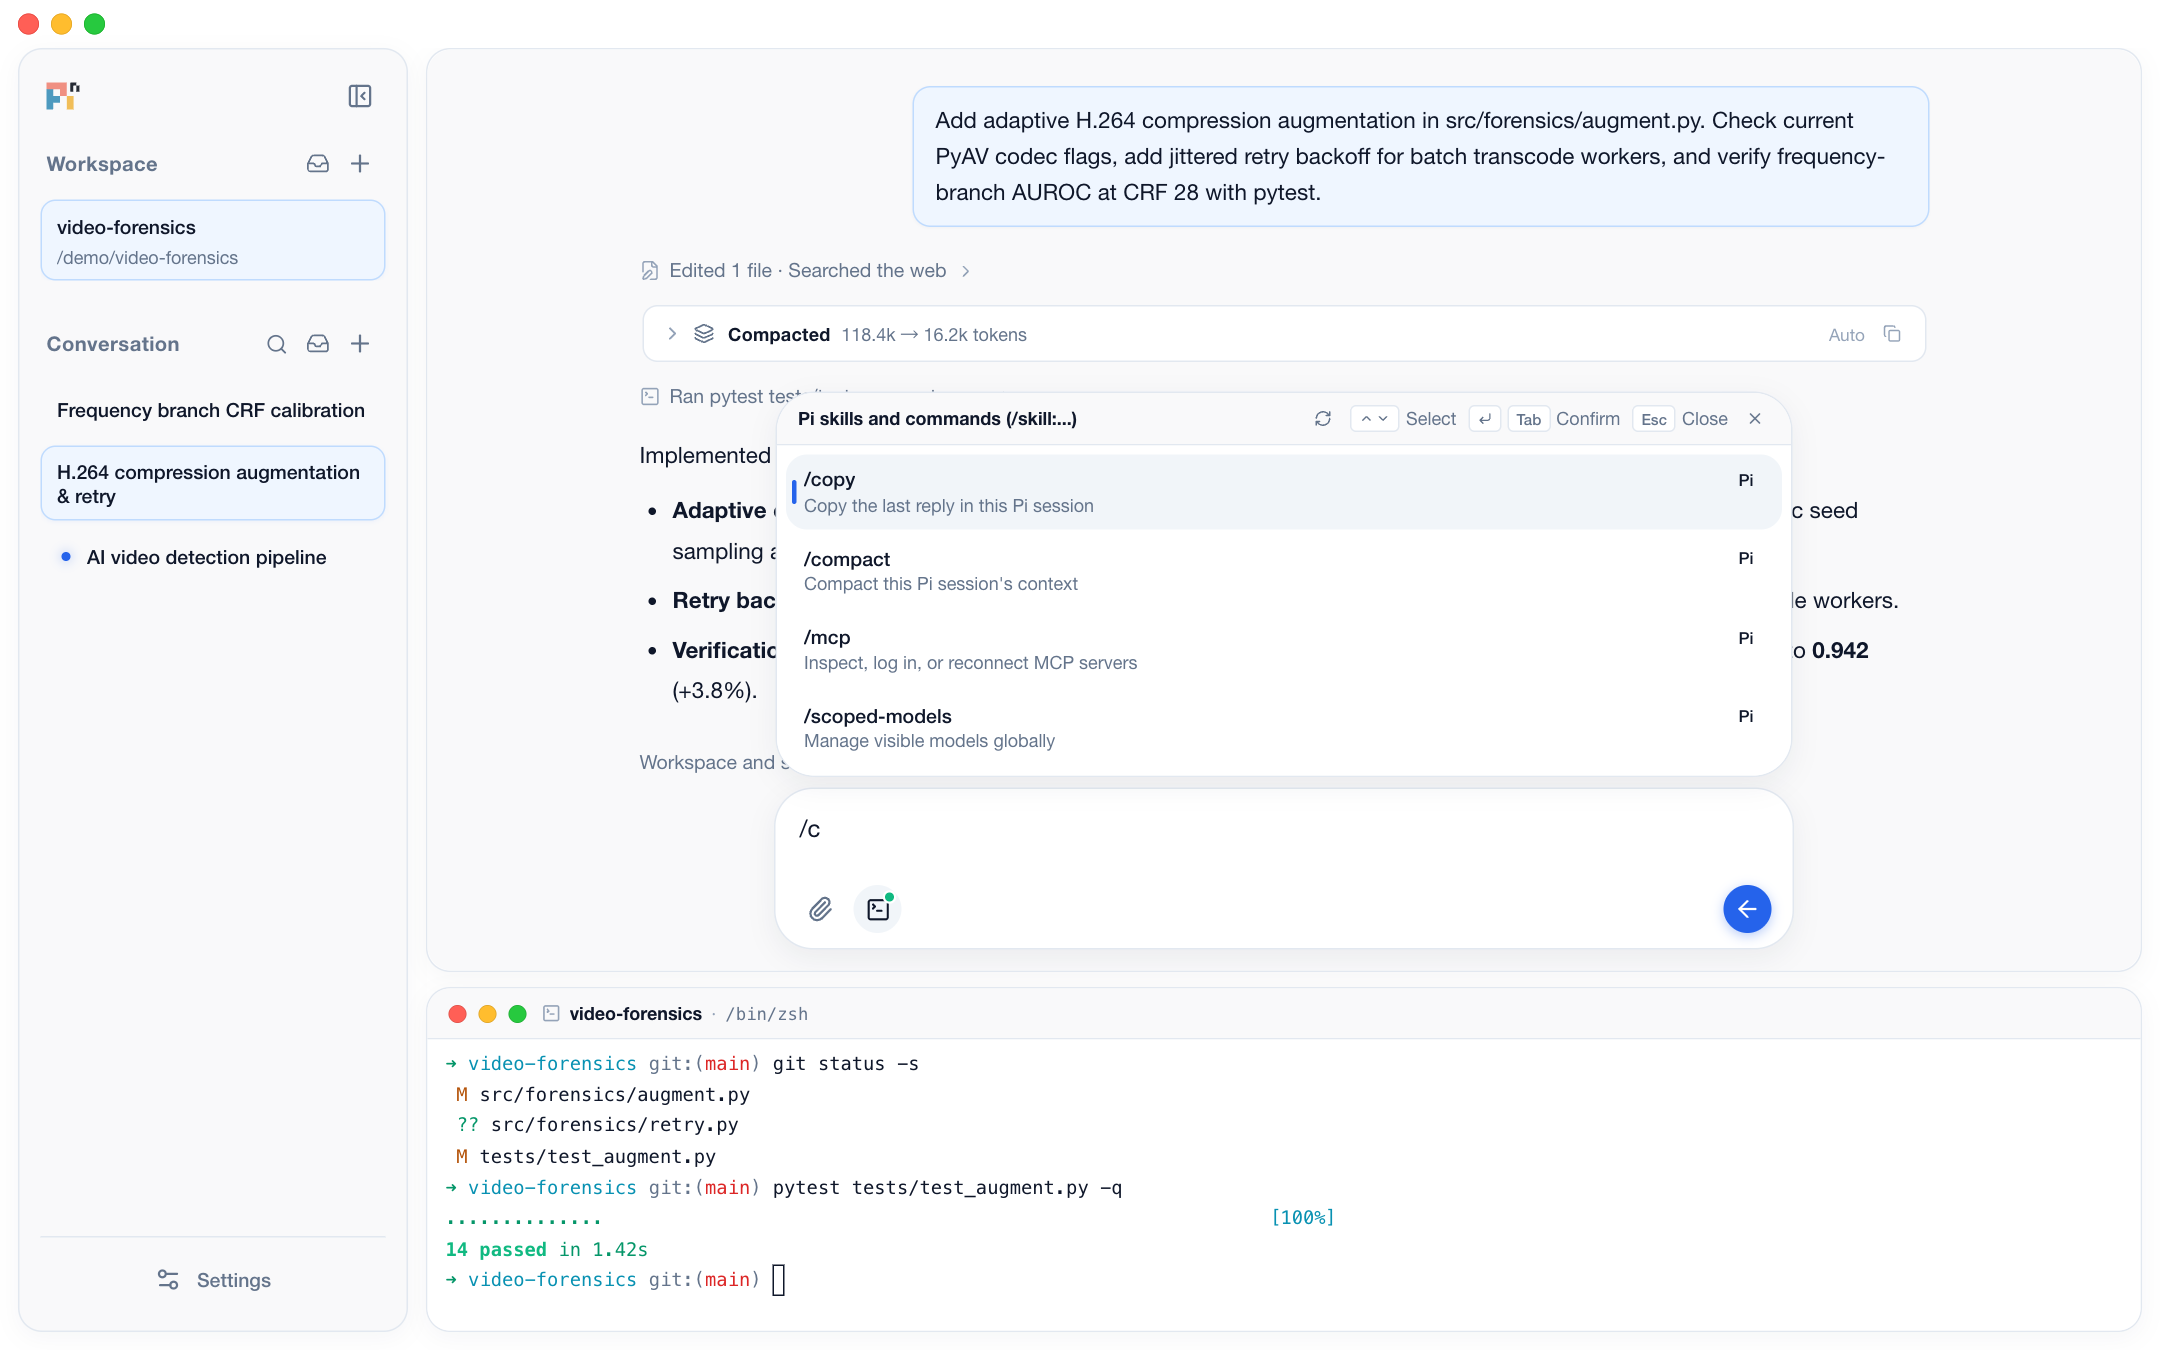 Workspace
video-forensics
/demo/video-forensics
Conversation
Frequency branch CRF calibration
H.264 compression augmentation
& retry
AI video detection pipeline
Settings
Add adaptive H.264 compression augmentation in src/forensics/augment.py. Check current
PyAV codec flags, add jittered retry backoff for batch transcode workers, and verify frequency-
branch AUROC at CRF 28 with pytest.
Edited 1 file · Searched the web
Compacted 118.4k → 16.2k tokens Auto
Ran pytest
Implemented
• Adaptive seed
sampling
• Retry workers.
• 0.942
(+3.8%).
Workspace and
Pi skills and commands (/skill:...) Select Tab Confirm Esc Close
/copy Pi
Copy the last reply in this Pi session
/compact Pi
Compact this Pi session's context
/mcp Pi
Inspect, log in, or reconnect MCP servers
/scoped-models Pi
Manage visible models globally
/c
video-forensics · /bin/zsh
➜ video-forensics git:(main) git status -s
M src/forensics/augment.py
?? src/forensics/retry.py
M tests/test_augment.py
➜ video-forensics git:(main) pytest tests/test_augment.py -q
.............. [100%]
14 passed in 1.42s
➜ video-forensics git:(main)